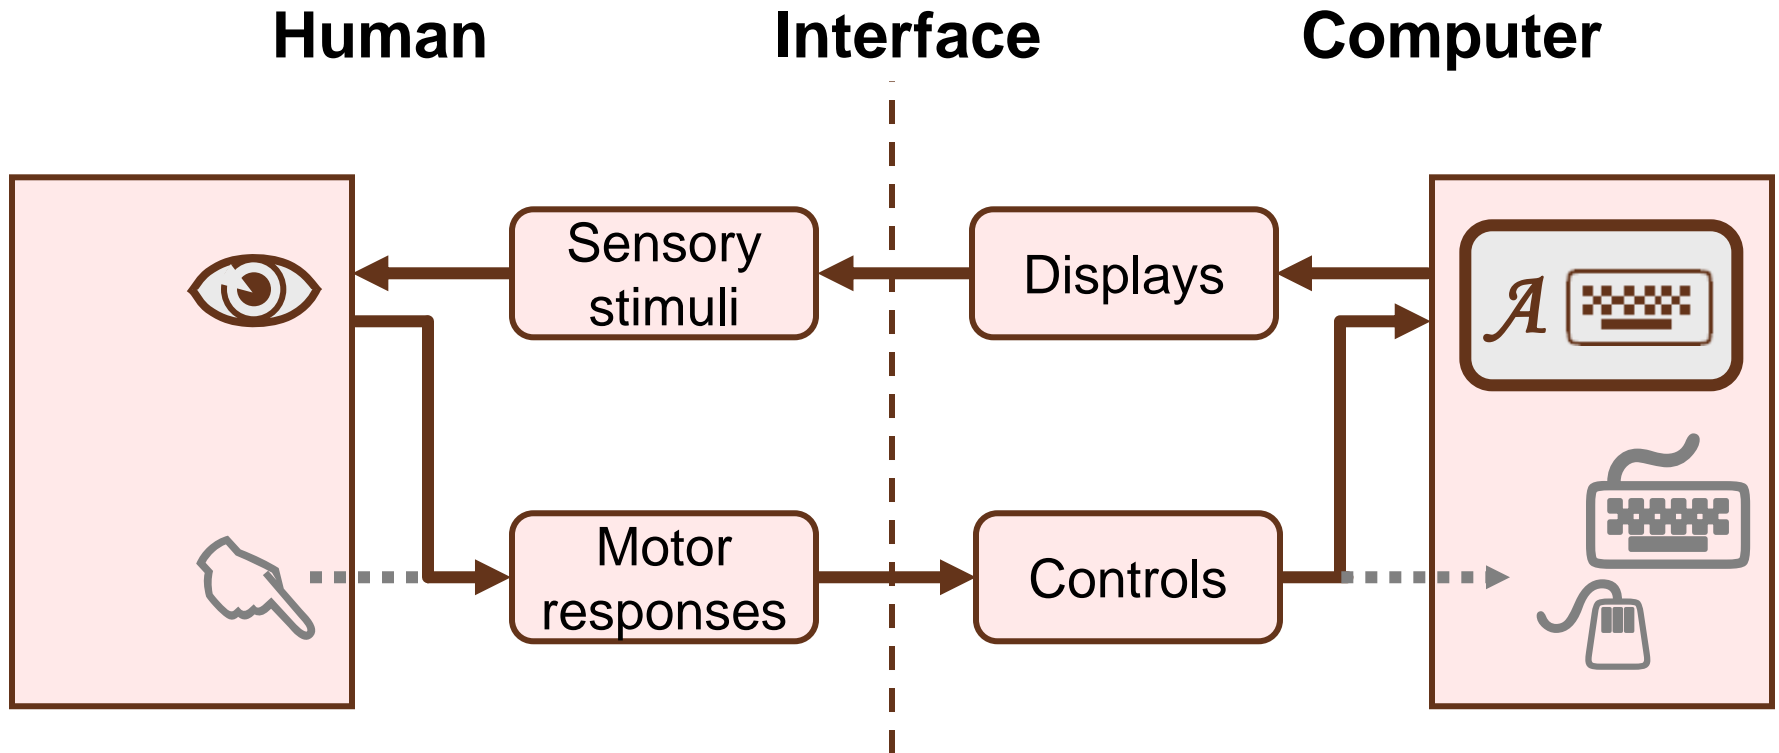 Human Interface Computer
Sensory
stimuli
Displays
A
Motor
responses
Controls